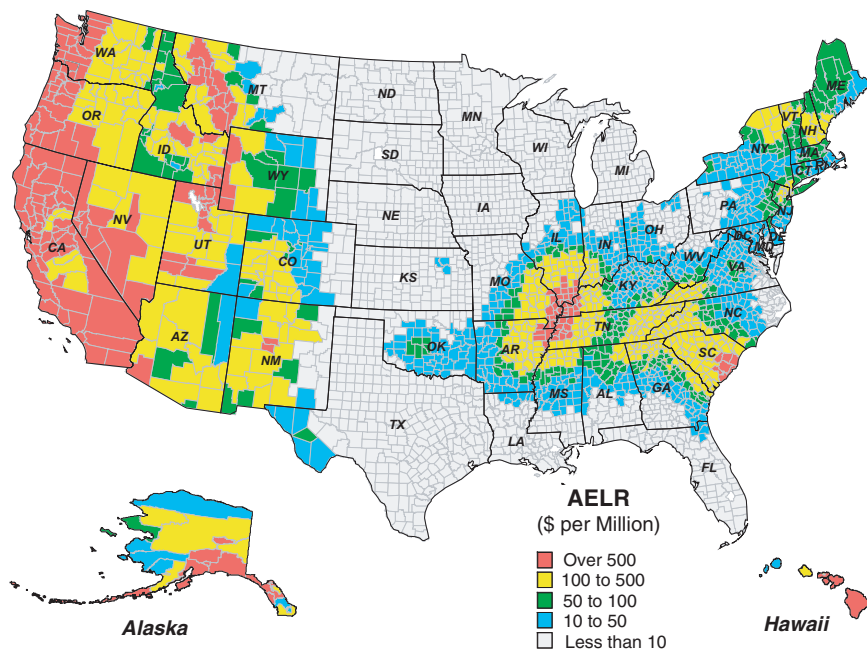 WA
MT
ND
MN
ME
OR
ID
WY
SD
WI
MI
NY
VT
NH
MA
CT
RI
NV
UT
CO
NE
IA
IL
IN
OH
PA
NJ
CA
KS
MO
KY
WV
VA
DC
MD
DE
AZ
NM
OK
AR
TN
NC
SC
TX
LA
MS
AL
GA
FL
AELR
($ per Million)
Over 500
100 to 500
50 to 100
10 to 50
Less than 10
Alaska
Hawaii